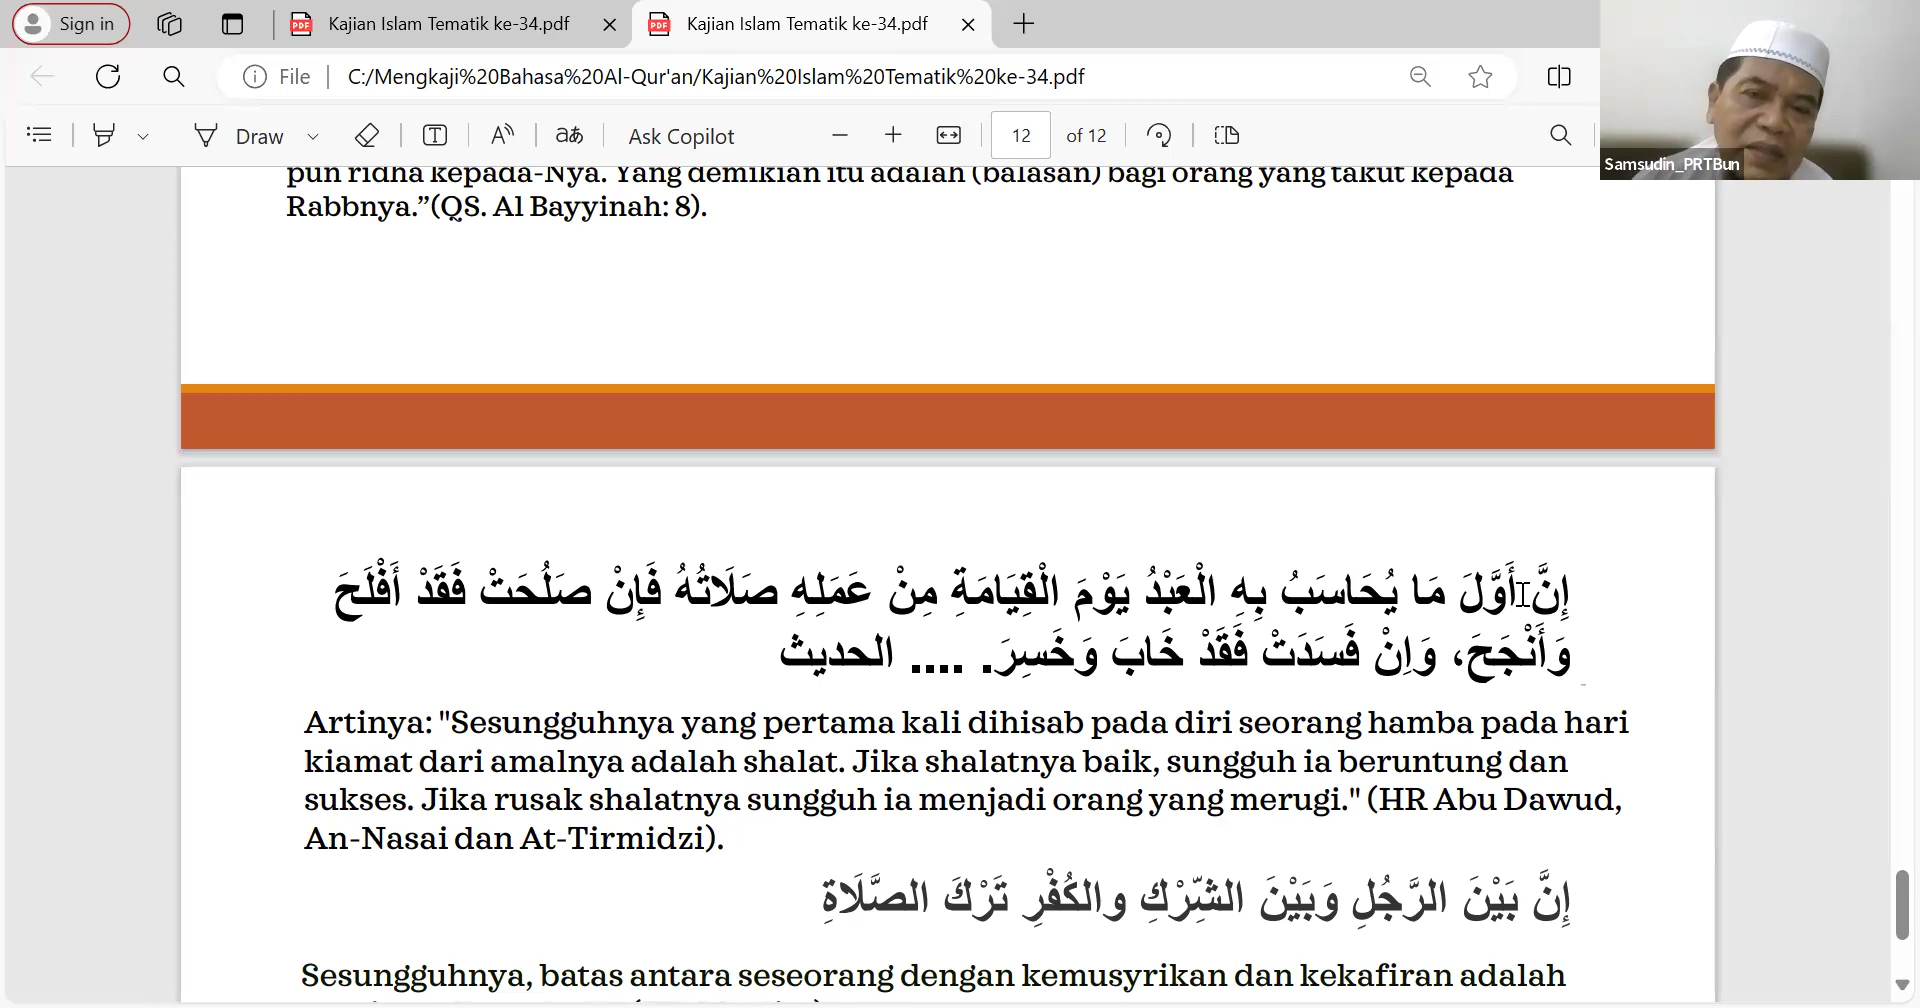 Sign in
Kajian Islam Tematik ke-34.pdf
Kajian Islam Tematik ke-34.pdf
File
C:/Mengkaji%20Bahasa%20Al-Qur'an/Kajian%20Islam%20Tematik%20ke-34.pdf
Draw
Ask Copilot
12 of 12
Samsudin_PRTBun
pun ridha kepada-Nya. Yang demikian itu adalah (balasan) bagi orang yang takut kepada
Rabbnya.”(QS. Al Bayyinah: 8).
إِنَّ أَوَّلَ مَا يُحَاسَبُ بِهِ الْعَبْدُ يَوْمَ الْقِيَامَةِ مِنْ عَمَلِهِ صَلَاتُهُ فَإِنْ صَلُحَتْ فَقَدْ أَفْلَحَ
وَأَنْجَحَ، وَإِنْ فَسَدَتْ فَقَدْ خَابَ وَخَسِرَ. .... الحديث
Artinya: "Sesungguhnya yang pertama kali dihisab pada diri seorang hamba pada hari
kiamat dari amalnya adalah shalat. Jika shalatnya baik, sungguh ia beruntung dan
sukses. Jika rusak shalatnya sungguh ia menjadi orang yang merugi." (HR Abu Dawud,
An-Nasai dan At-Tirmidzi).
إِنَّ بَيْنَ الرَّجُلِ وَبَيْنَ الشِّرْكِ والكُفْرِ تَرْكَ الصَّلَاةِ
Sesungguhnya, batas antara seseorang dengan kemusyrikan dan kekafiran adalah